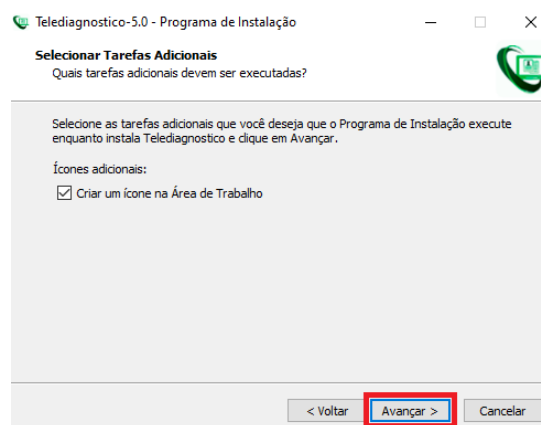 Telediagnostico-5.0 - Programa de Instalação
Selecionar Tarefas Adicionais
Quais tarefas adicionais devem ser executadas?
Selecione as tarefas adicionais que você deseja que o Programa de Instalação execute
enquanto instala Telediagnostico e clique em Avançar.
Ícones adicionais:
Criar um ícone na Área de Trabalho
< Voltar
Avançar >
Cancelar